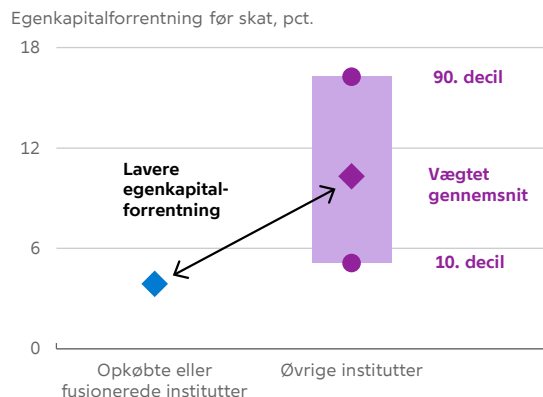 Egenkapitalforrentning før skat, pct.
18
90. decil
12
Lavere
egenkapital-
forrentning
Vægtet
gennemsnit
6
10. decil
0
Opkøbte eller
fusionerede institutter
Øvrige institutter